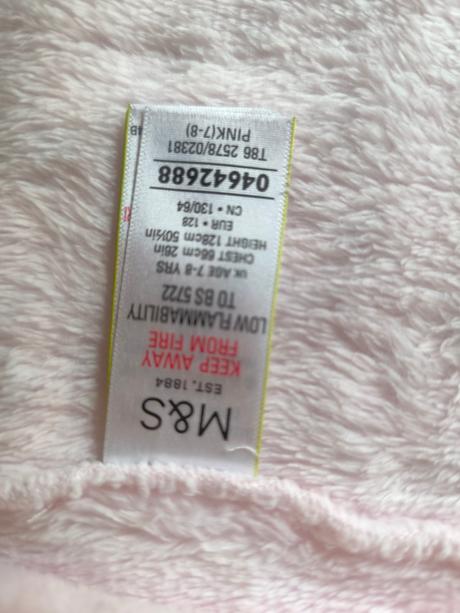 M&S
EST. 1884
KEEP AWAY
FROM FIRE
LOW FLAMMABILITY
TO BS 5722
UK AGE 7-8 YRS
CHEST 66cm 26in
HEIGHT 128cm 50½in
EUR • 128
CN • 130/64
04642688
T86 2578/02381
PINK(7-8)